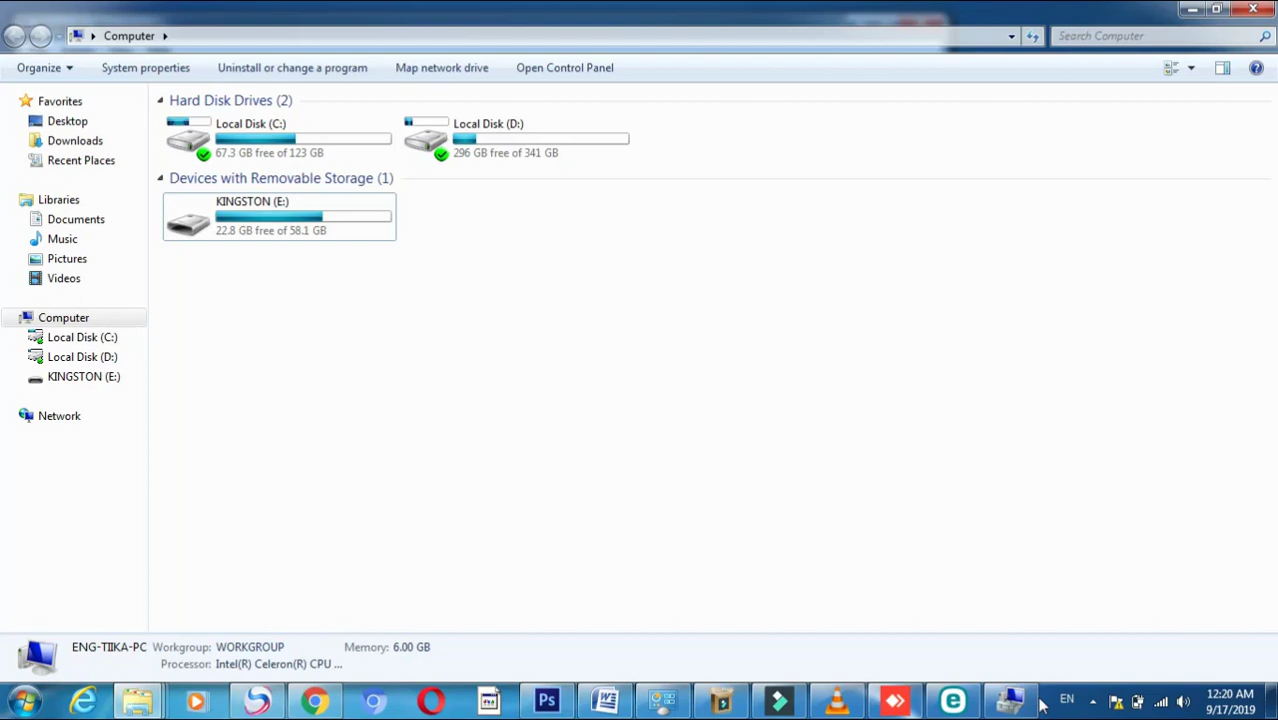 Computer
Search Computer
Organize
System properties
Uninstall or change a program
Map network drive
Open Control Panel
Favorites
Desktop
Downloads
Recent Places
Libraries
Documents
Music
Pictures
Videos
Computer
Local Disk (C:)
Local Disk (D:)
KINGSTON (E:)
Network
Hard Disk Drives (2)
Local Disk (C:)
67.3 GB free of 123 GB
Local Disk (D:)
296 GB free of 341 GB
Devices with Removable Storage (1)
KINGSTON (E:)
22.8 GB free of 58.1 GB
ENG-TIIKA-PC Workgroup: WORKGROUP Memory: 6.00 GB
Processor: Intel(R) Celeron(R) CPU ...
Ps
EN
12:20 AM
9/17/2019